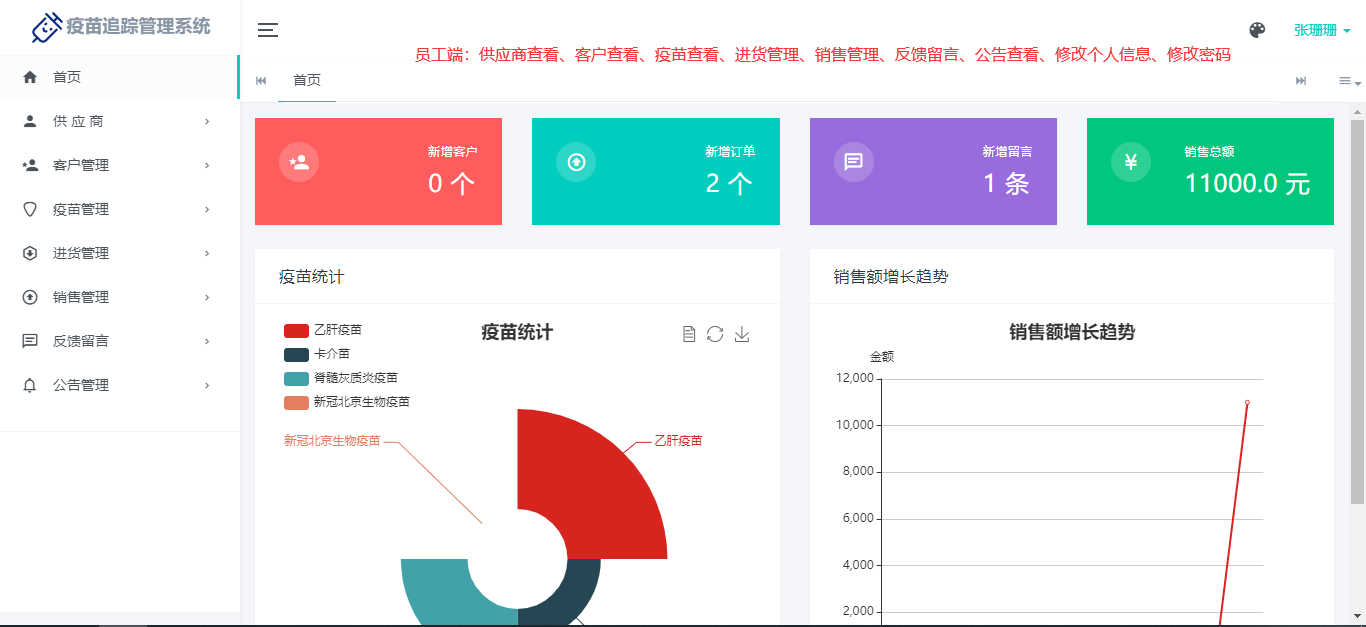 疫苗追踪管理系统
张珊珊
员工端：供应商查看、客户查看、疫苗查看、进货管理、销售管理、反馈留言、公告查看、修改个人信息、修改密码
首页
首页
供 应 商
客户管理
疫苗管理
进货管理
销售管理
反馈留言
公告管理
新增客户
0 个
新增订单
2 个
新增留言
1 条
¥
销售总额
11000.0 元
疫苗统计
疫苗统计
乙肝疫苗
卡介苗
脊髓灰质炎疫苗
新冠北京生物疫苗
新冠北京生物疫苗
乙肝疫苗
销售额增长趋势
销售额增长趋势
金额
12,000
10,000
8,000
6,000
4,000
2,000